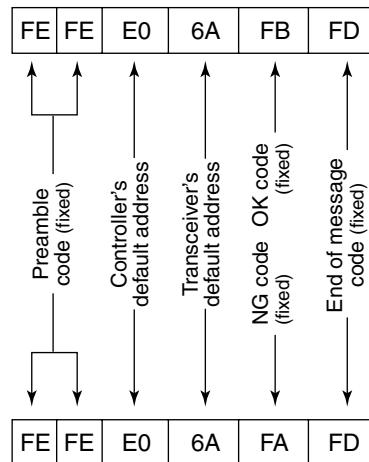 FE FE E0 6A FB FD
Preamble
code (fixed)
Controller's
default address
Transceiver's
default address
OK code
(fixed)
NG code
(fixed)
End of message
code (fixed)
FE FE E0 6A FA FD